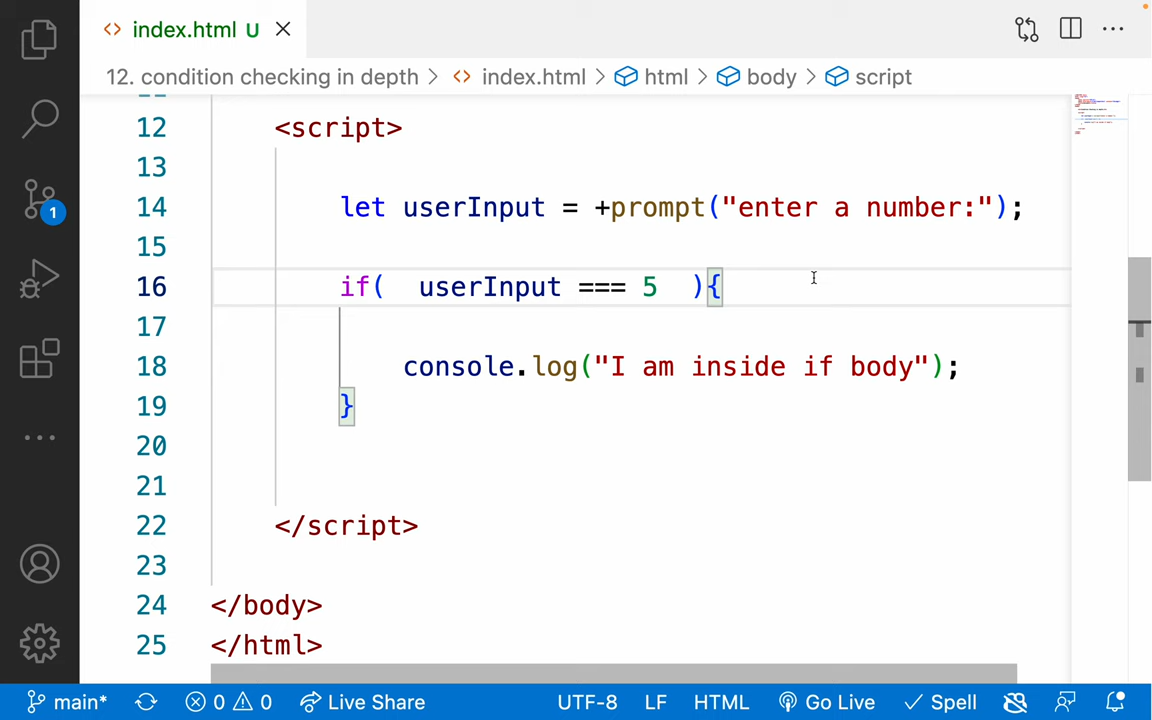 index.html U
12. condition checking in depth > index.html > html > body > script
12 <script>
13
14 let userInput = +prompt("enter a number:");
15
16 if( userInput === 5 ){
17
18 console.log("I am inside if body");
19 }
20
21
22 </script>
23
24 </body>
25 </html>
1
main* 0 0 Live Share UTF-8 LF HTML Go Live Spell